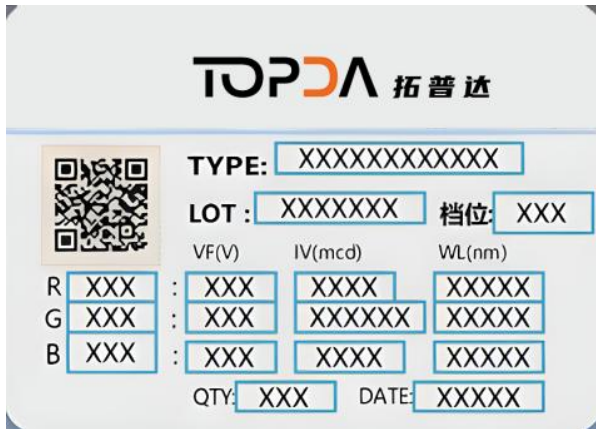 TOPDA 拓普达
TYPE: XXXXXXXXXXXXX
LOT : XXXXXXX 档位: XXX
VF(V) IV(mcd) WL(nm)
R XXX : XXX XXXX XXXXX
G XXX : XXX XXXXXX XXXXX
B XXX : XXX XXXX XXXXX
QTY: XXX DATE: XXXXX